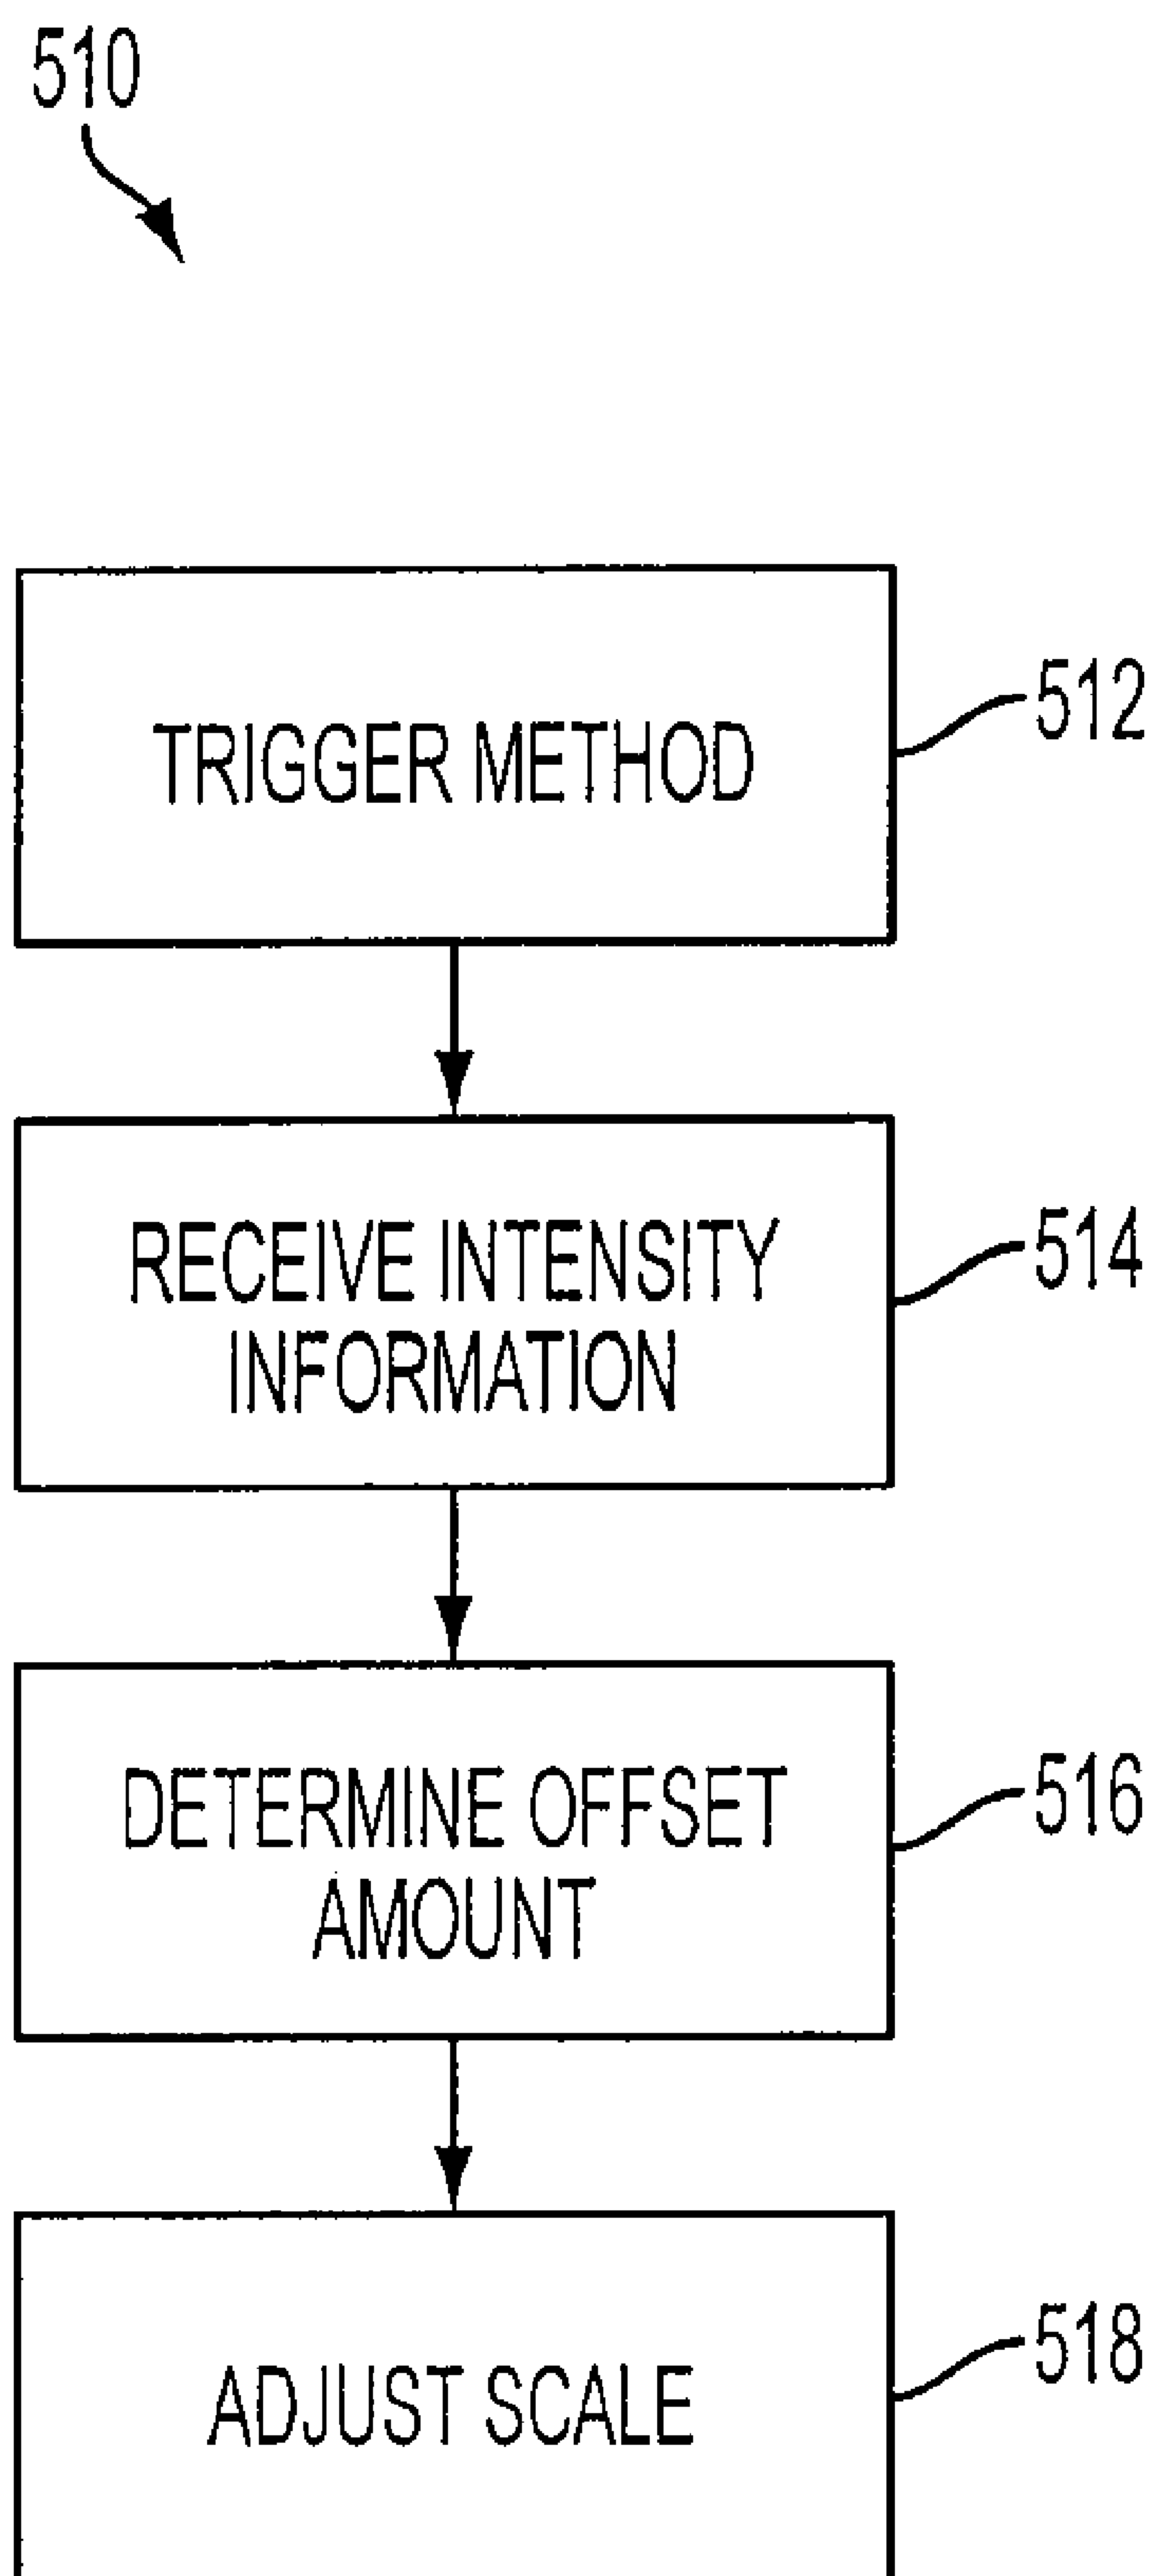 510
TRIGGER METHOD
512
RECEIVE INTENSITY
INFORMATION
514
DETERMINE OFFSET
AMOUNT
516
ADJUST SCALE
518